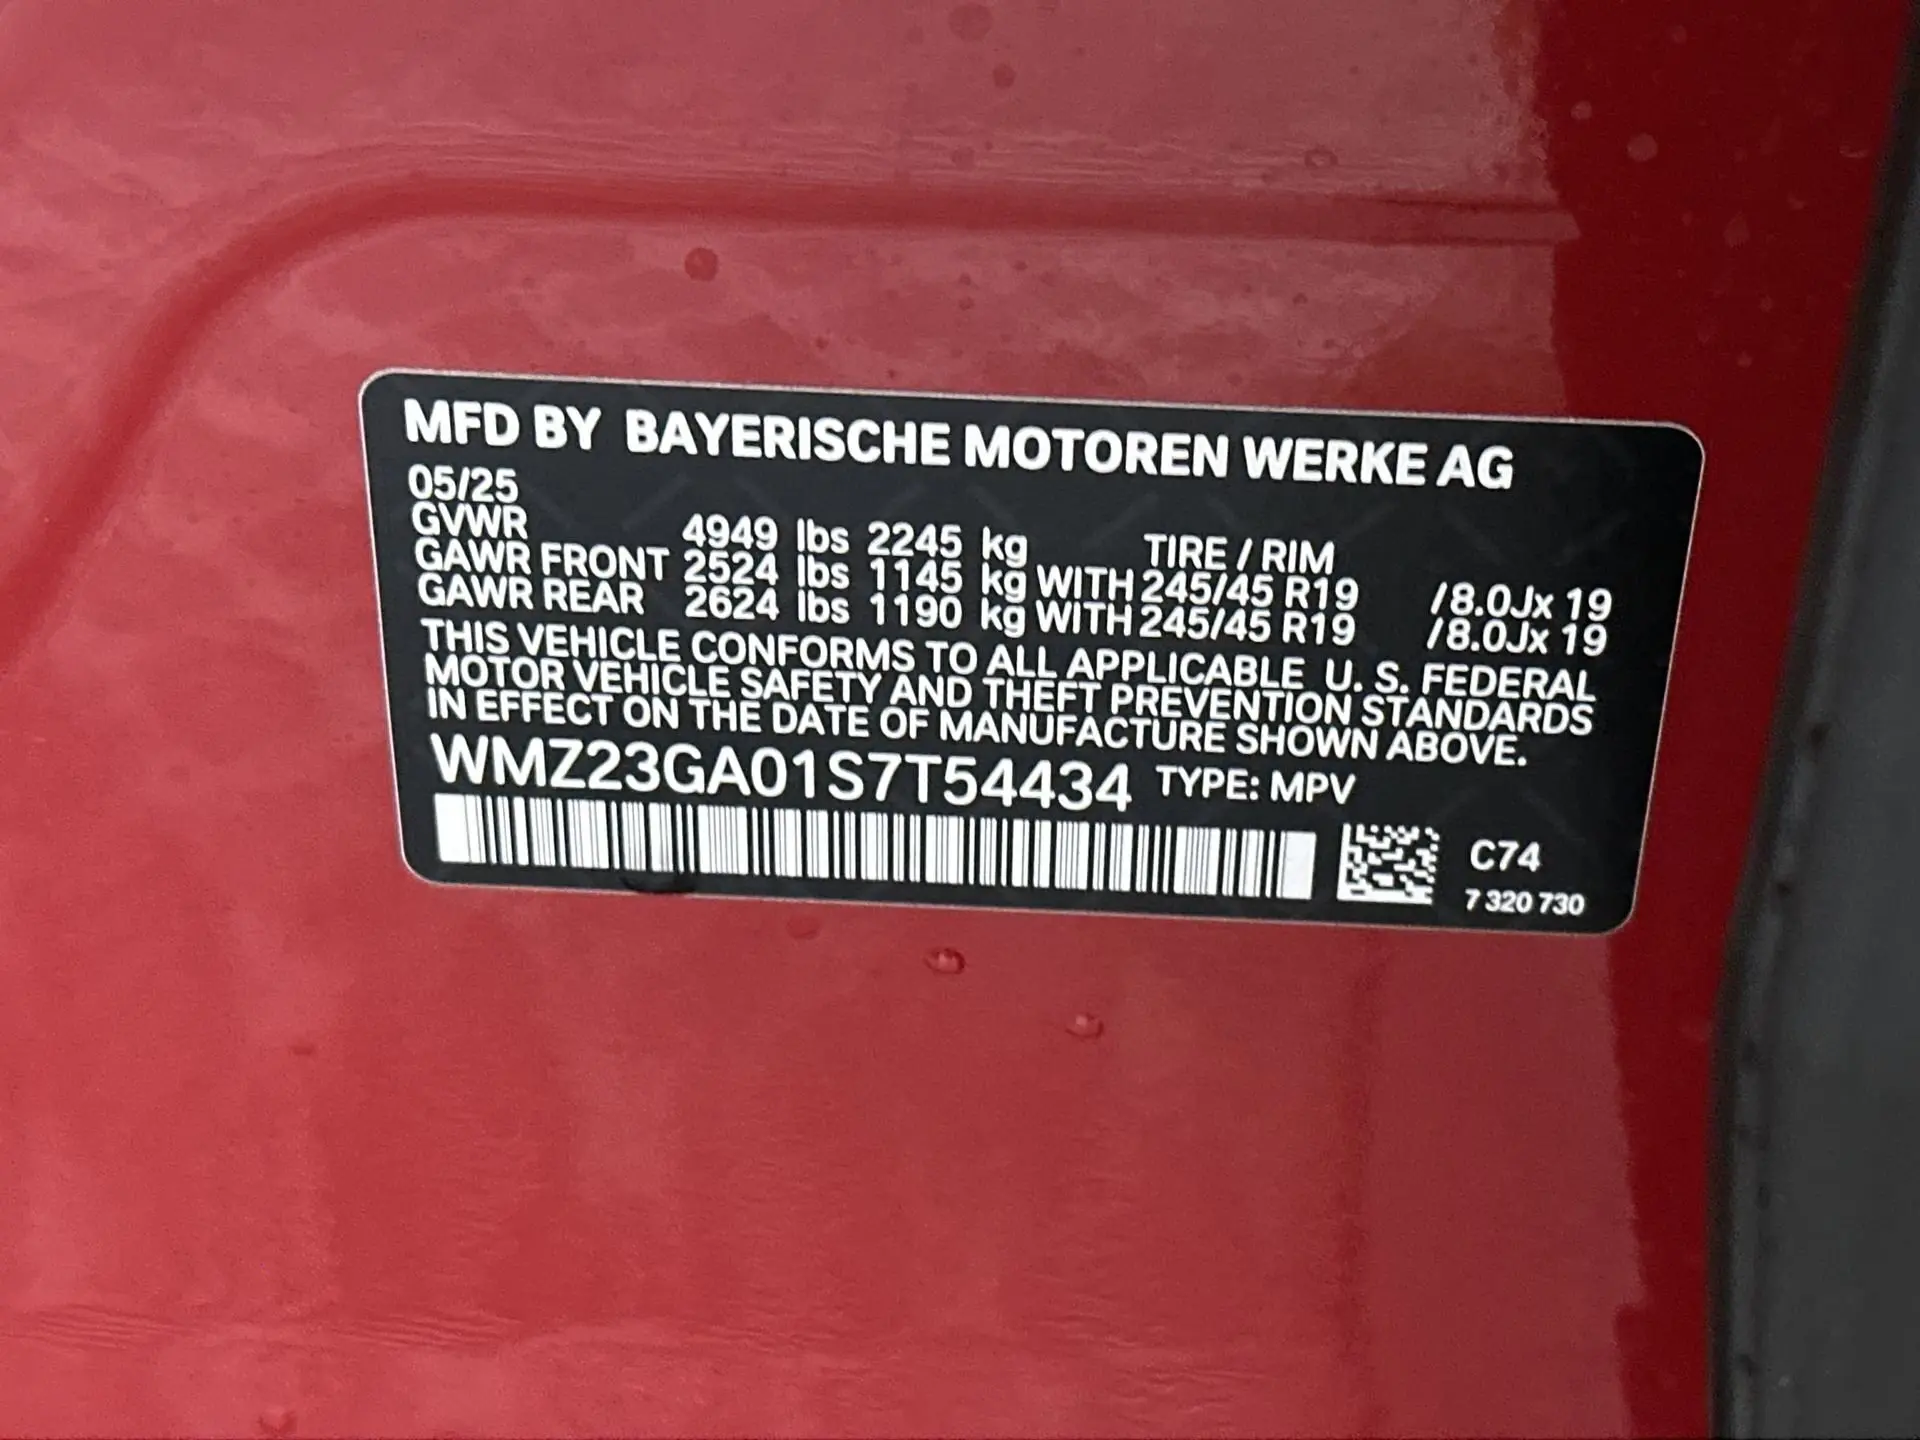 MFD BY BAYERISCHE MOTOREN WERKE AG
05/25
GVWR 4949 lbs 2245 kg TIRE / RIM
GAWR FRONT 2524 lbs 1145 kg WITH 245/45 R19 /8.0Jx 19
GAWR REAR 2624 lbs 1190 kg WITH 245/45 R19 /8.0Jx 19
THIS VEHICLE CONFORMS TO ALL APPLICABLE U. S. FEDERAL
MOTOR VEHICLE SAFETY AND THEFT PREVENTION STANDARDS
IN EFFECT ON THE DATE OF MANUFACTURE SHOWN ABOVE.
WMZ23GA01S7T54434 TYPE: MPV
C74
7 320 730